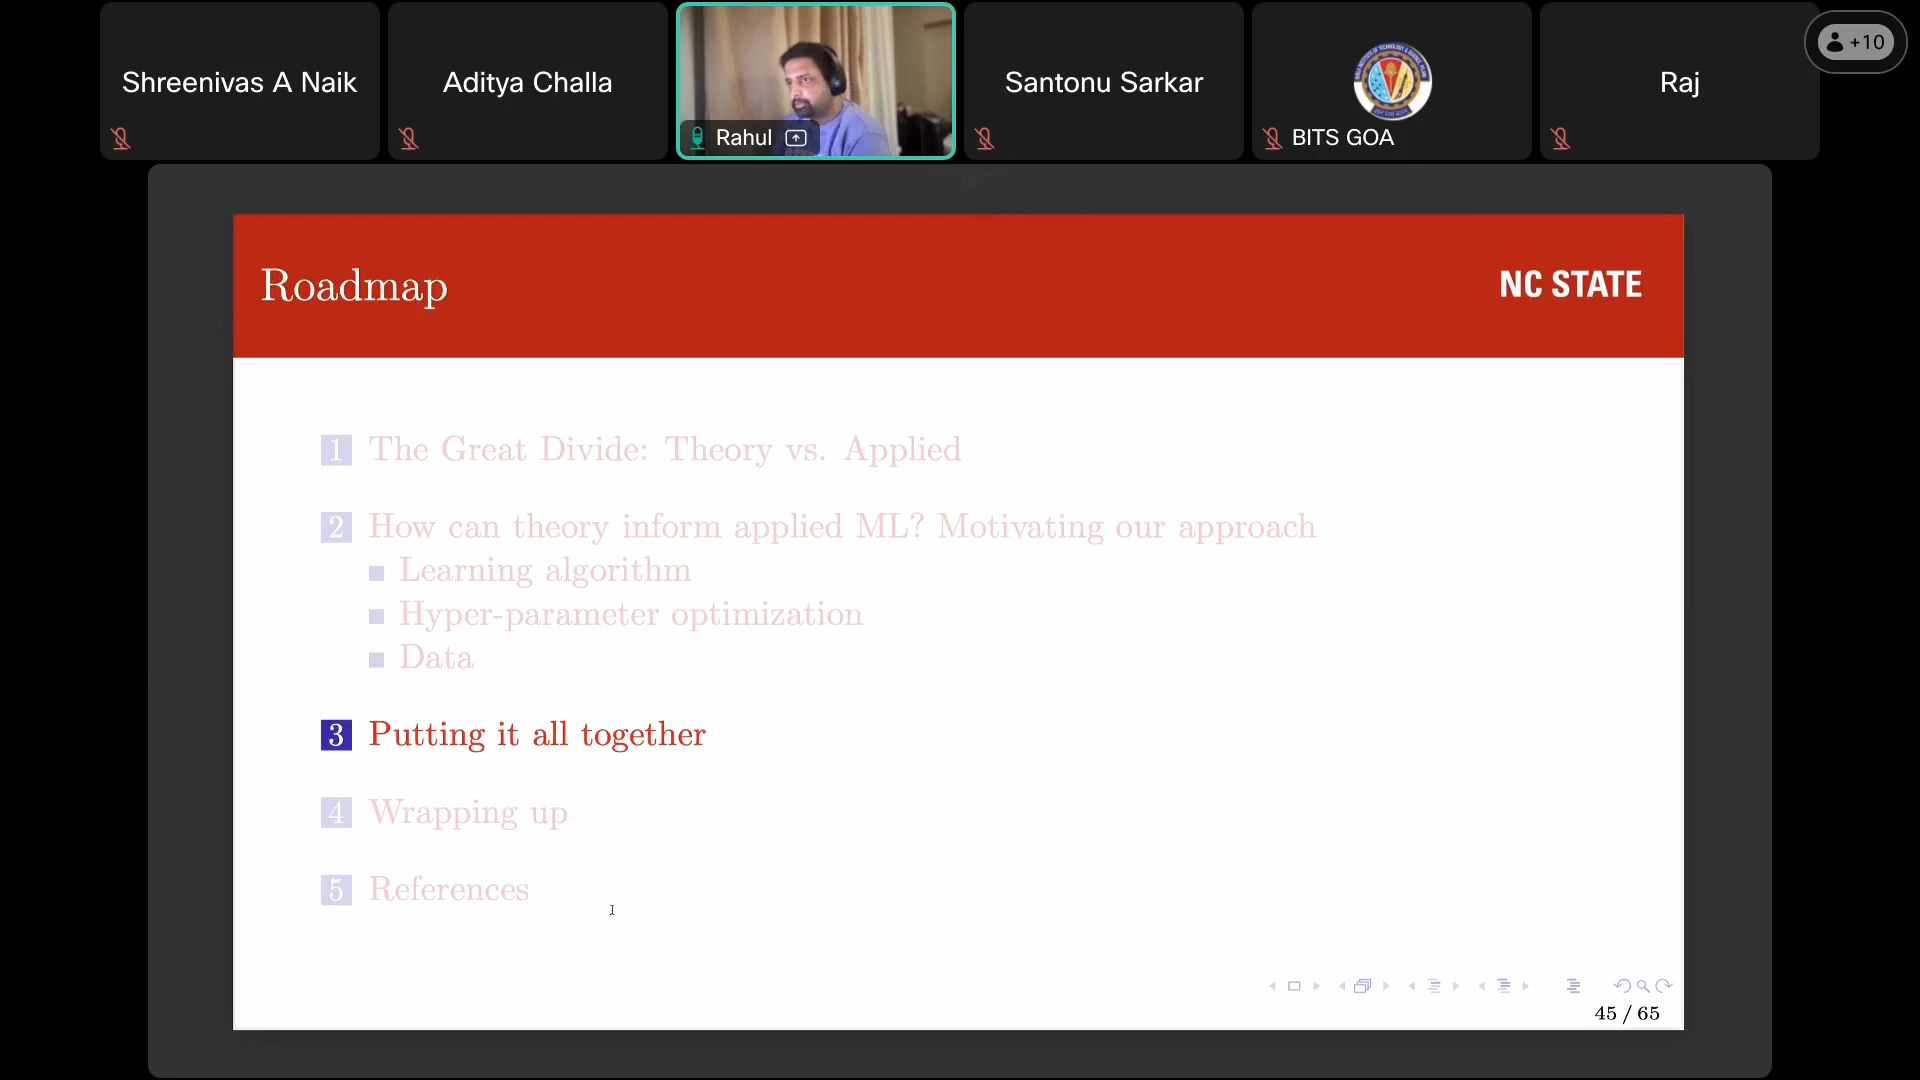 Shreenivas A Naik
Aditya Challa
Rahul
Santonu Sarkar
BITS GOA
Raj
+10
Roadmap
NC STATE
1 The Great Divide: Theory vs. Applied
2 How can theory inform applied ML? Motivating our approach
Learning algorithm
Hyper-parameter optimization
Data
3 Putting it all together
4 Wrapping up
5 References
45 / 65